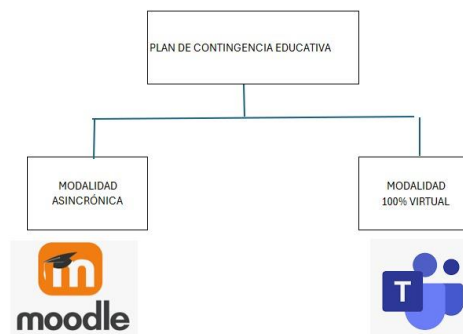 PLAN DE CONTINGENCIA EDUCATIVA
MODALIDAD
ASINCRÓNICA
MODALIDAD
100% VIRTUAL
m
moodle
T